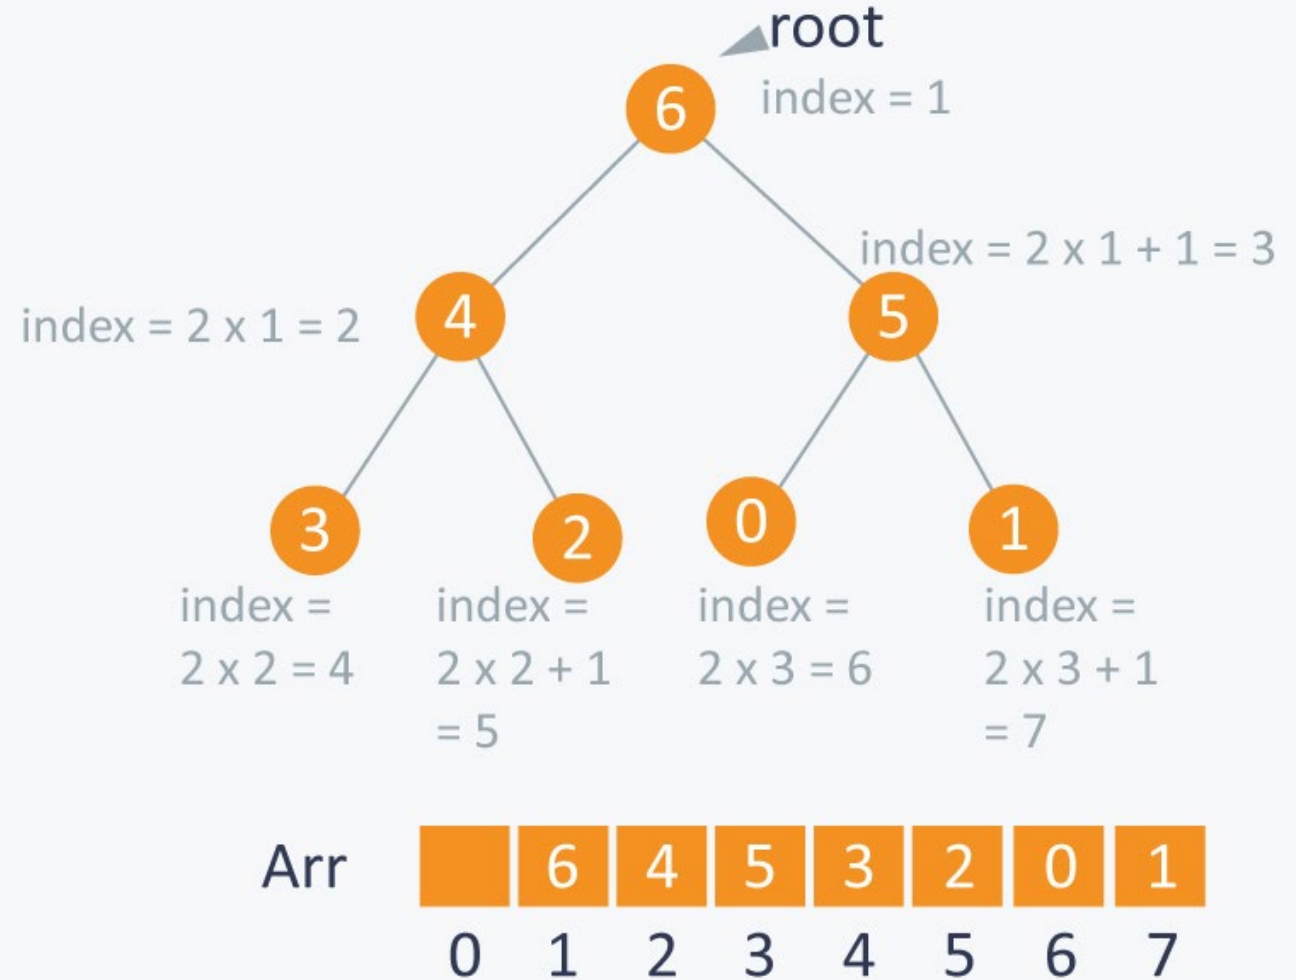 root
6
index = 1
index = 2 x 1 + 1 = 3
index = 2 x 1 = 2
4
5
3
2
0
1
index =
2 x 2 = 4
index =
2 x 2 + 1
= 5
index =
2 x 3 = 6
index =
2 x 3 + 1
= 7
Arr 6 4 5 3 2 0 1
0 1 2 3 4 5 6 7